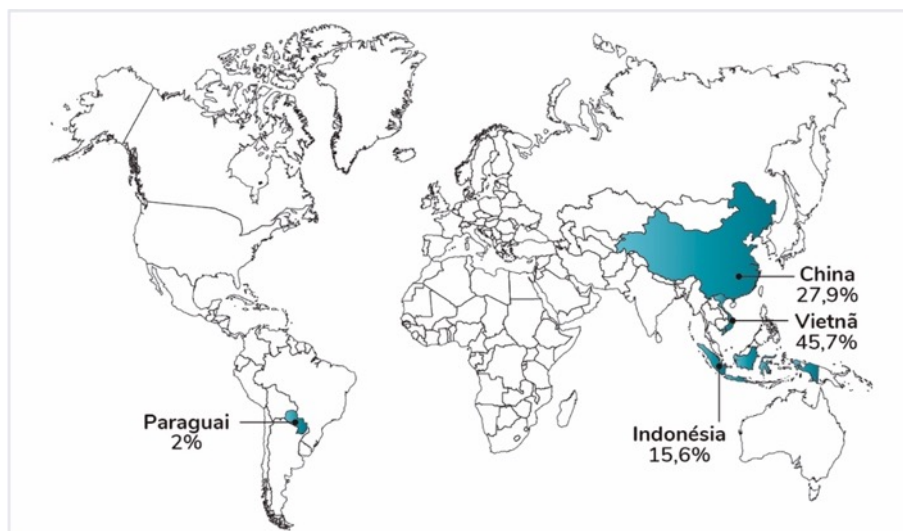 China
27,9%
Vietnã
45,7%
Paraguai
2%
Indonésia
15,6%